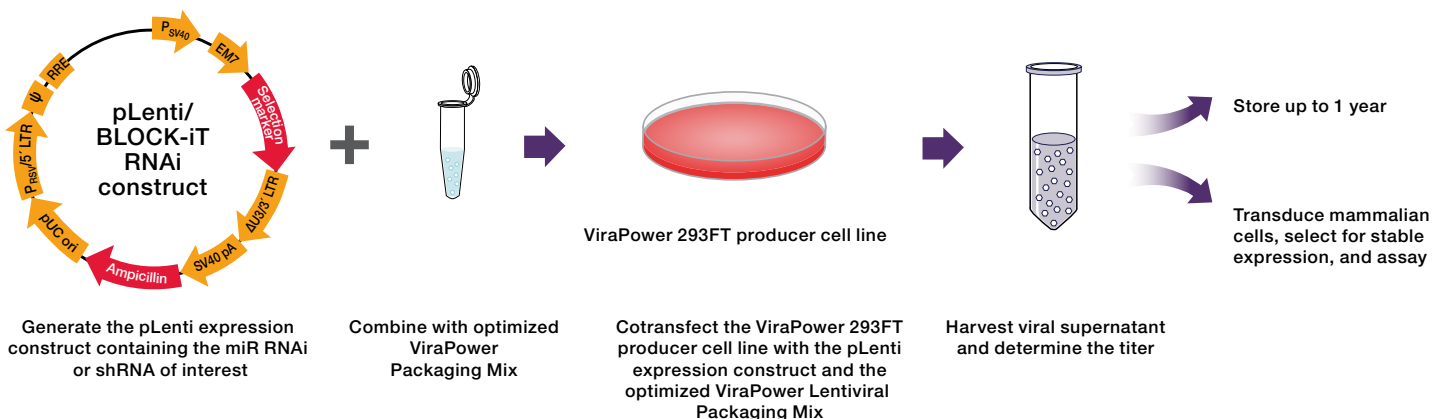 P SV40
EM7
Selection marker
ΔU3/3´ LTR
SV40 pA
Ampicillin
pUC ori
P RSV/5´ LTR
Ψ
RRE
pLenti/
BLOCK-iT
RNAi
construct
Generate the pLenti expression
construct containing the miR RNAi
or shRNA of interest
+
Combine with optimized
ViraPower
Packaging Mix
ViraPower 293FT producer cell line
Cotransfect the ViraPower 293FT
producer cell line with the pLenti
expression construct and the
optimized ViraPower Lentiviral
Packaging Mix
Harvest viral supernatant
and determine the titer
Store up to 1 year
Transduce mammalian
cells, select for stable
expression, and assay